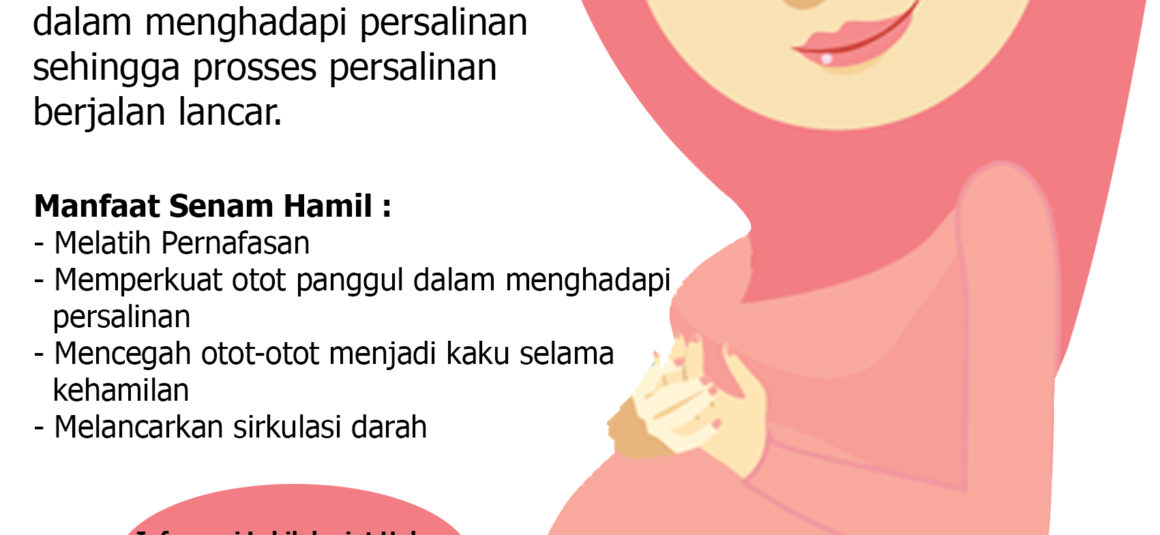 dalam menghadapi persalinan
sehingga prosses persalinan
berjalan lancar.
Manfaat Senam Hamil :
- Melatih Pernafasan
- Memperkuat otot panggul dalam menghadapi
persalinan
- Mencegah otot-otot menjadi kaku selama
kehamilan
- Melancarkan sirkulasi darah